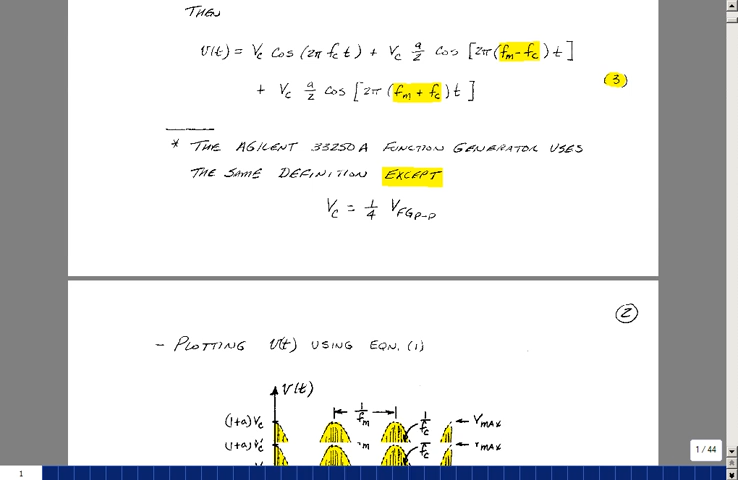 THEN
v(t) = Vc cos (2π fc t) + Vc a/2 cos [2π (fm - fc) t]
+ Vc a/2 cos [2π (fm + fc) t]
(3)
* THE AGILENT 33250A FUNCTION GENERATOR USES
THE SAME DEFINITION EXCEPT
Vc = 1/4 VFGP-P
2
- PLOTTING v(t) USING EQN. (1)
v(t)
1/fm
(1+a) Vc
1/fc
VMAX
(1+a) Vc
fc
1 / 44
1